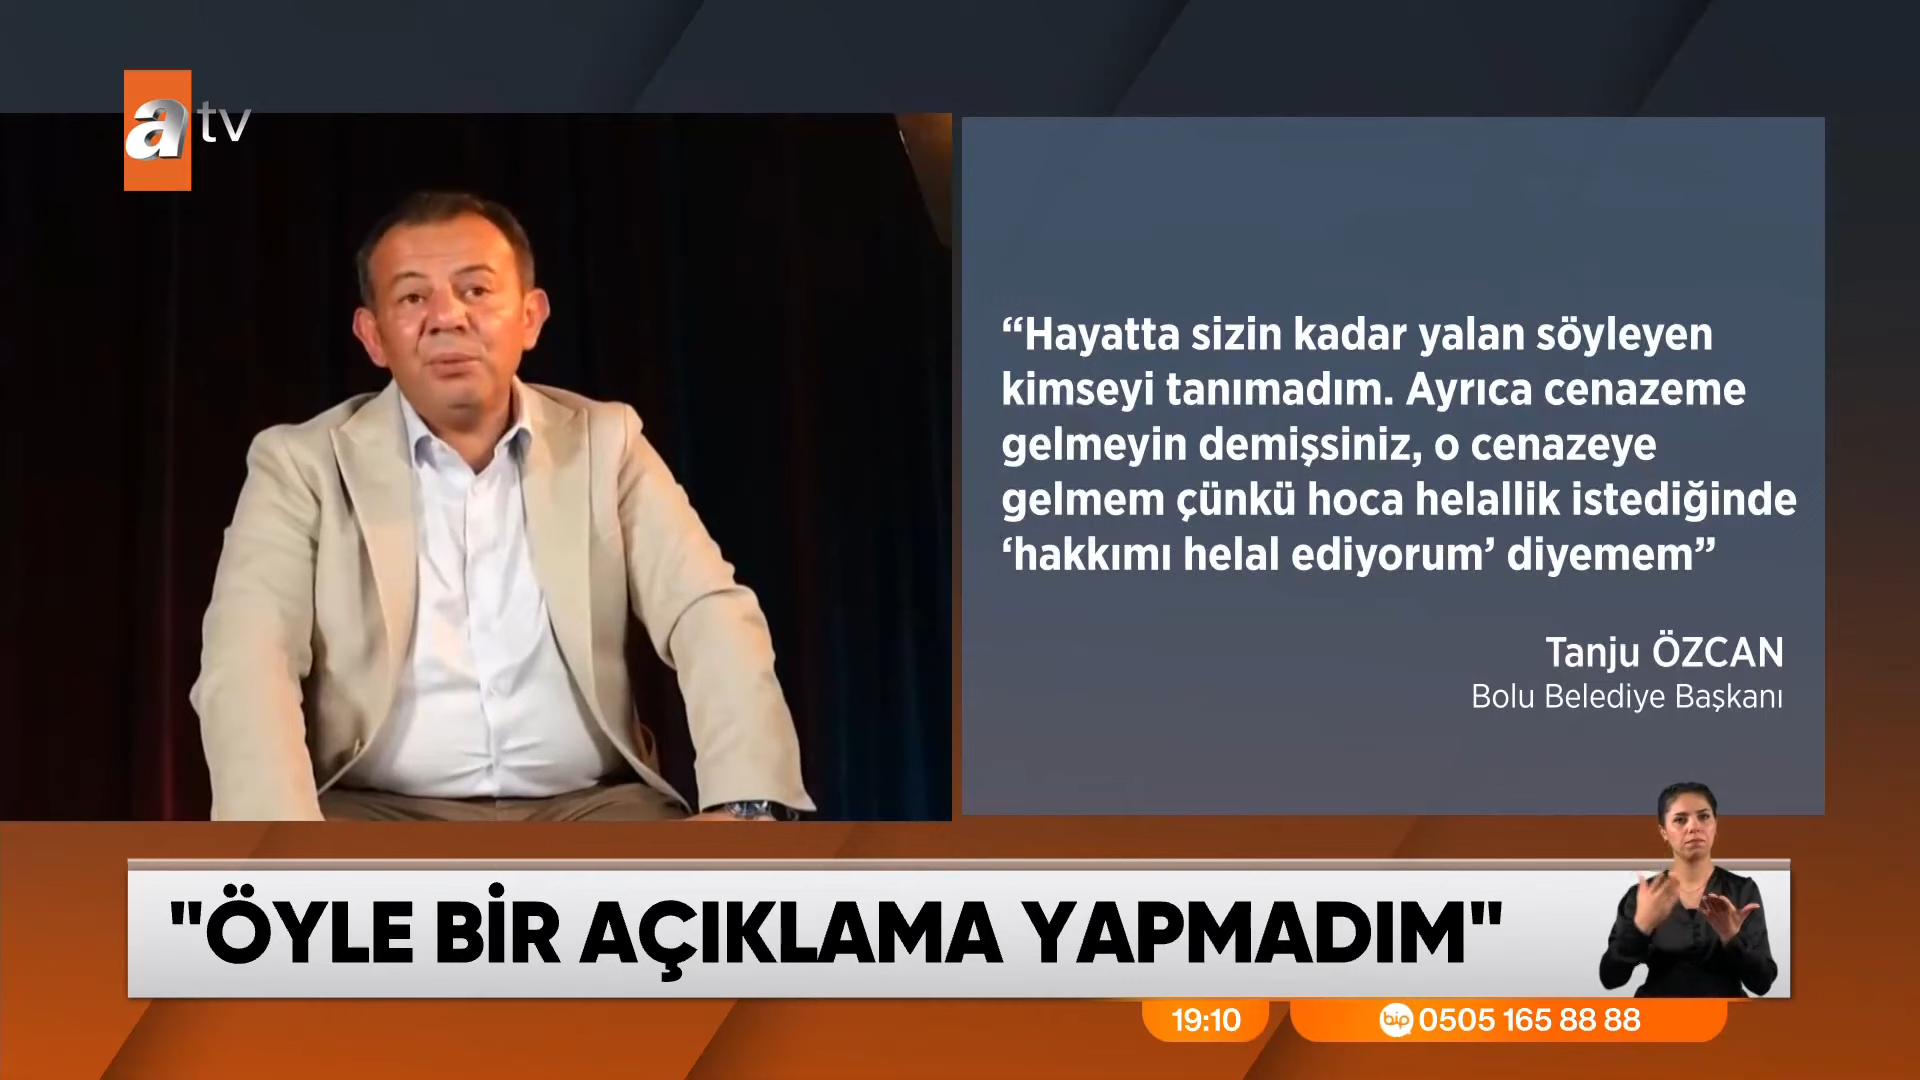 atv
“Hayatta sizin kadar yalan söyleyen
kimseyi tanımadım. Ayrıca cenazeme
gelmeyin demişsiniz, o cenazeye
gelmem çünkü hoca helallik istediğinde
‘hakkımı helal ediyorum’ diyemem”
Tanju ÖZCAN
Bolu Belediye Başkanı
"ÖYLE BİR AÇIKLAMA YAPMADIM"
19:10
bip 0505 165 88 88